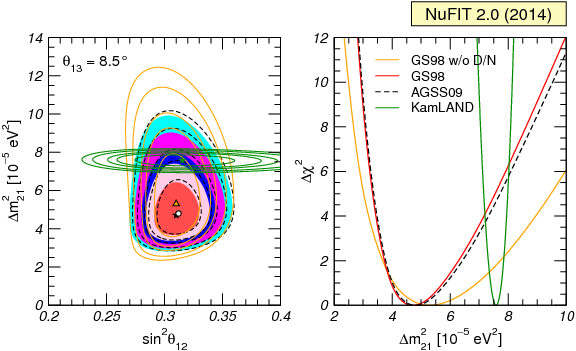 NuFIT 2.0 (2014)
θ₁₃ = 8.5°
14
12
10
8
6
4
2
0
0.2
0.25
0.3
0.35
0.4
Δm²₂₁ [10⁻⁵ eV²]
sin²θ₁₂
GS98 w/o D/N
GS98
AGSS09
KamLAND
12
10
8
6
4
2
0
2
4
6
8
10
Δχ²
Δm²₂₁ [10⁻⁵ eV²]